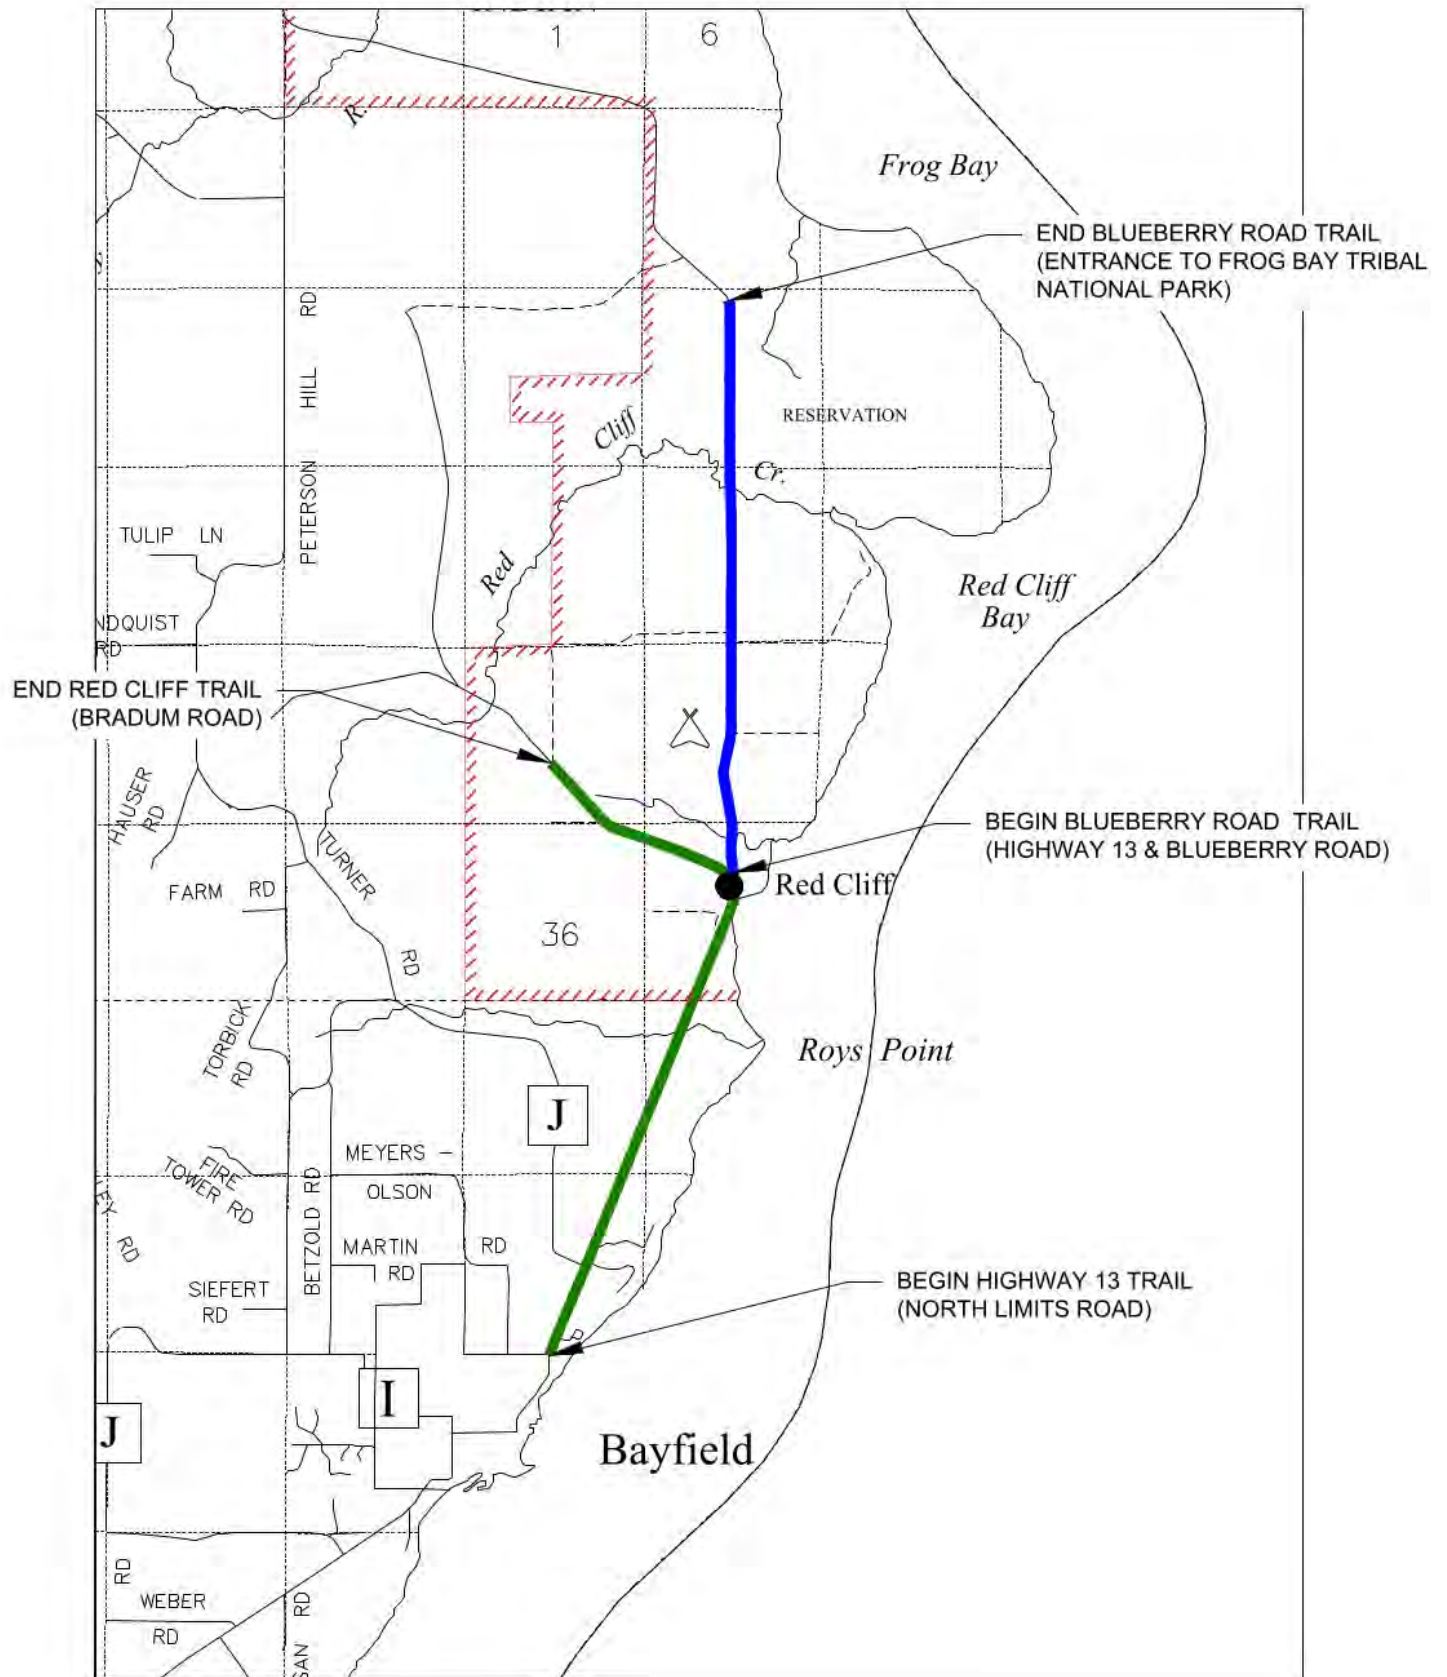 1
6
R.
Frog Bay
END BLUEBERRY ROAD TRAIL
(ENTRANCE TO FROG BAY TRIBAL
NATIONAL PARK)
PETERSON HILL RD
RESERVATION
Red Cliff Cr.
TULIP LN
NDQUIST
RD
Red Cliff
Bay
END RED CLIFF TRAIL
(BRADUM ROAD)
HAUSER
RD
BEGIN BLUEBERRY ROAD TRAIL
(HIGHWAY 13 & BLUEBERRY ROAD)
TURNER RD
FARM RD
Red Cliff
36
TORBICK
RD
Roys Point
J
MEYERS –
OLSON
FIRE
TOWER RD
EY RD
BETZOLD RD
MARTIN RD
RD
SIEFERT
RD
BEGIN HIGHWAY 13 TRAIL
(NORTH LIMITS ROAD)
P
I
J
Bayfield
RD
WEBER
RD
SAN RD